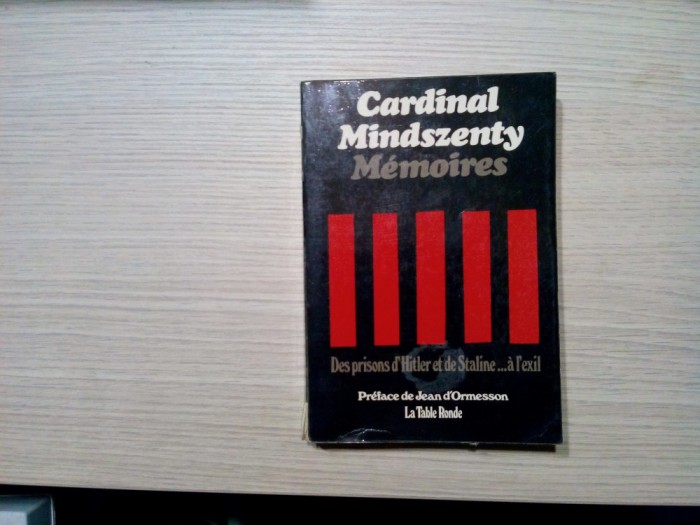 Cardinal
Mindszenty
Mémoires
Des prisons d'Hitler et de Staline...à l'exil
Préface de Jean d'Ormesson
La Table Ronde